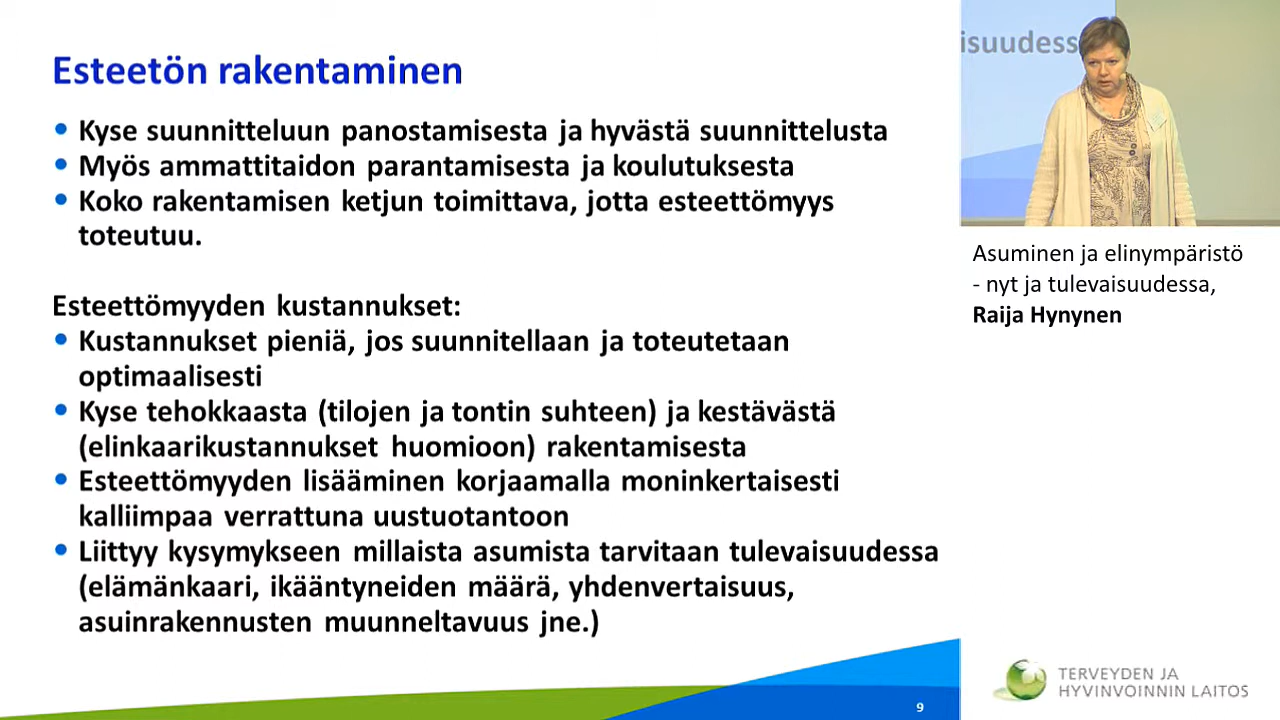 Esteetön rakentaminen
• Kyse suunnitteluun panostamisesta ja hyvästä suunnittelusta
• Myös ammattitaidon parantamisesta ja koulutuksesta
• Koko rakentamisen ketjun toimittava, jotta esteettömyys
toteutuu.
Esteettömyyden kustannukset:
• Kustannukset pieniä, jos suunnitellaan ja toteutetaan
optimaalisesti
• Kyse tehokkaasta (tilojen ja tontin suhteen) ja kestävästä
(elinkaarikustannukset huomioon) rakentamisesta
• Esteettömyyden lisääminen korjaamalla moninkertaisesti
kalliimpaa verrattuna uustuotantoon
• Liittyy kysymykseen millaista asumista tarvitaan tulevaisuudessa
(elämänkaari, ikääntyneiden määrä, yhdenvertaisuus,
asuinrakennusten muunneltavuus jne.)
9
isuudess
Asuminen ja elinympäristö
- nyt ja tulevaisuudessa,
Raija Hynynen
TERVEYDEN JA
HYVINVOINNIN LAITOS